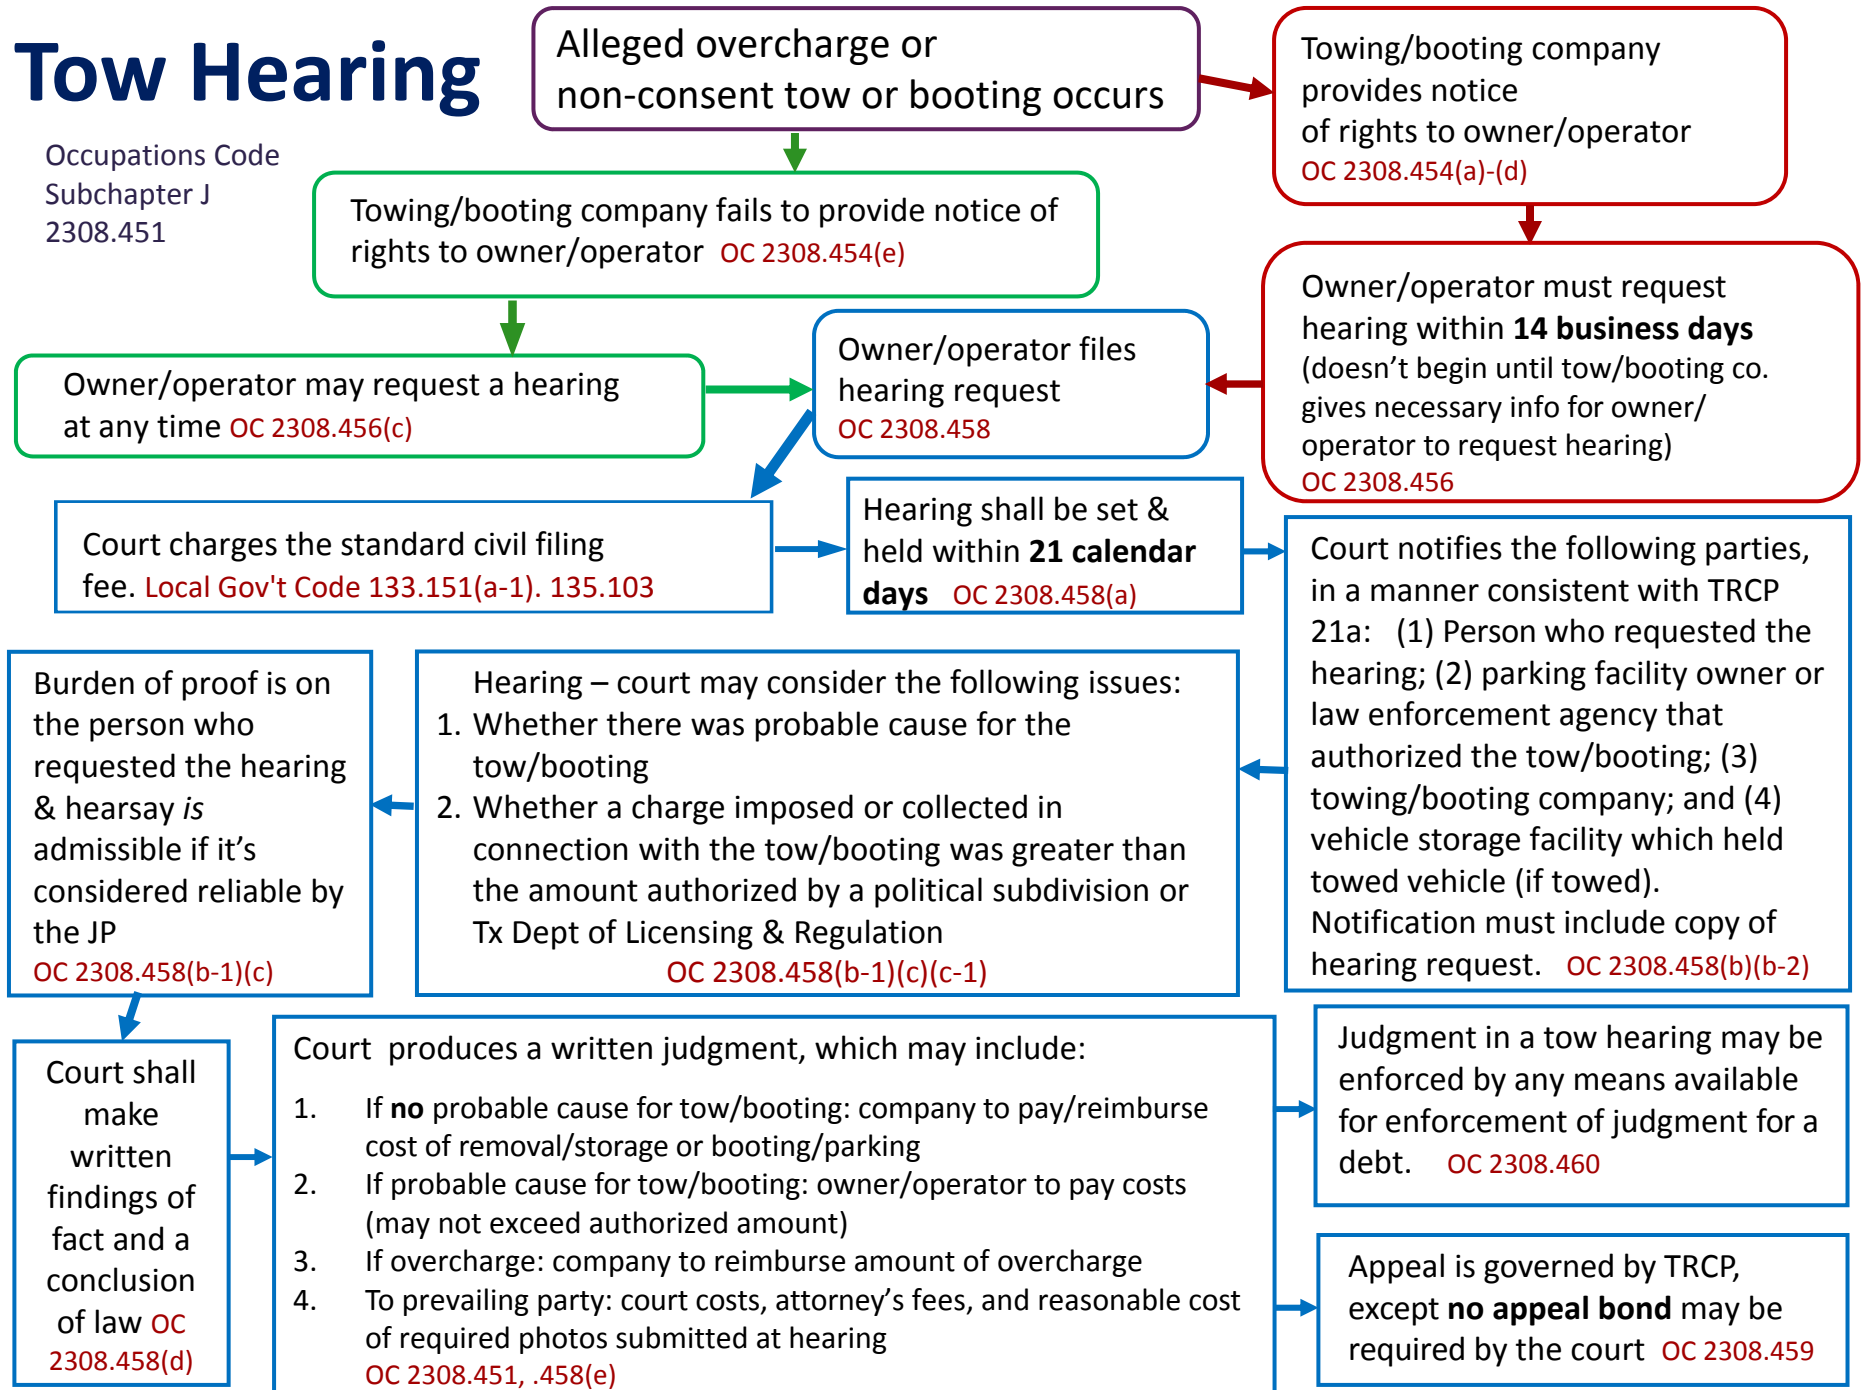 Tow Hearing
Occupations Code
Subchapter J
2308.451
Alleged overcharge or
non-consent tow or booting occurs
Towing/booting company
provides notice
of rights to owner/operator
OC 2308.454(a)-(d)
Towing/booting company fails to provide notice of
rights to owner/operator OC 2308.454(e)
Owner/operator must request
hearing within 14 business days
(doesn't begin until tow/booting co.
gives necessary info for owner/
operator to request hearing)
OC 2308.456
Owner/operator may request a hearing
at any time OC 2308.456(c)
Owner/operator files
hearing request
OC 2308.458
Court charges the standard civil filing
fee. Local Gov't Code 133.151(a-1). 135.103
Hearing shall be set &
held within 21 calendar
days OC 2308.458(a)
Court notifies the following parties,
in a manner consistent with TRCP
21a: (1) Person who requested the
hearing; (2) parking facility owner or
law enforcement agency that
authorized the tow/booting; (3)
towing/booting company; and (4)
vehicle storage facility which held
towed vehicle (if towed).
Notification must include copy of
hearing request. OC 2308.458(b)(b-2)
Hearing – court may consider the following issues:
1. Whether there was probable cause for the
tow/booting
2. Whether a charge imposed or collected in
connection with the tow/booting was greater than
the amount authorized by a political subdivision or
Tx Dept of Licensing & Regulation
OC 2308.458(b-1)(c)(c-1)
Burden of proof is on
the person who
requested the hearing
& hearsay is
admissible if it's
considered reliable by
the JP
OC 2308.458(b-1)(c)
Court shall
make
written
findings of
fact and a
conclusion
of law OC
2308.458(d)
Court produces a written judgment, which may include:
1. If no probable cause for tow/booting: company to pay/reimburse
cost of removal/storage or booting/parking
2. If probable cause for tow/booting: owner/operator to pay costs
(may not exceed authorized amount)
3. If overcharge: company to reimburse amount of overcharge
4. To prevailing party: court costs, attorney's fees, and reasonable cost
of required photos submitted at hearing
OC 2308.451, .458(e)
Judgment in a tow hearing may be
enforced by any means available
for enforcement of judgment for a
debt. OC 2308.460
Appeal is governed by TRCP,
except no appeal bond may be
required by the court OC 2308.459